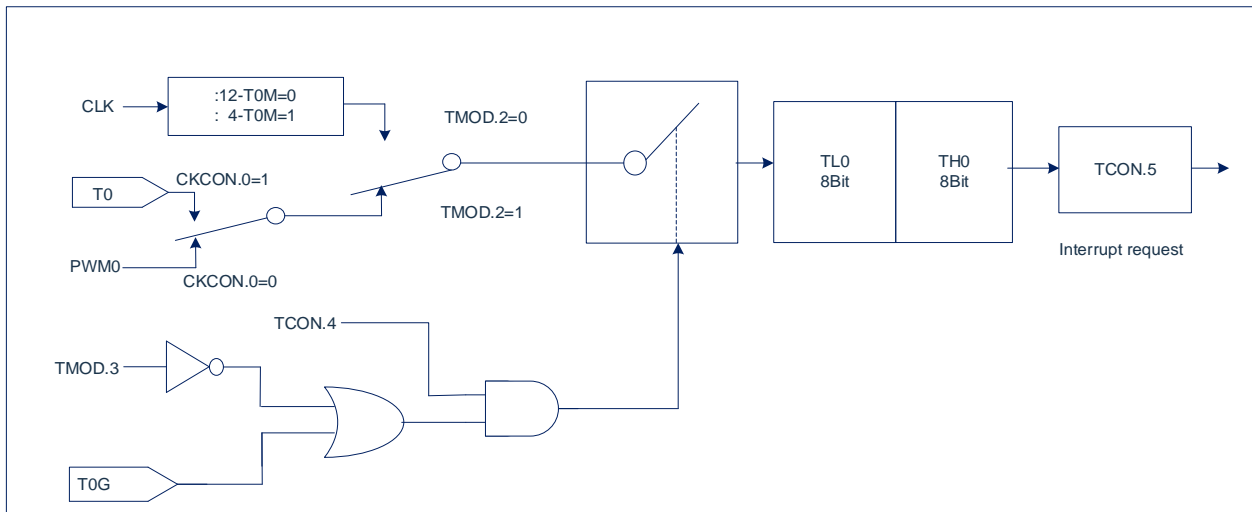 :12-T0M=0
: 4-T0M=1
CLK
TMOD.2=0
T0
CKCON.0=1
TMOD.2=1
PWM0
CKCON.0=0
TL0
8Bit
TH0
8Bit
TCON.5
Interrupt request
TCON.4
TMOD.3
T0G